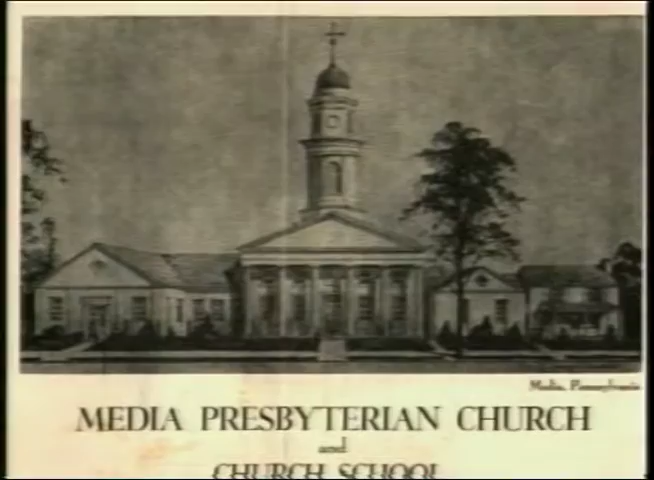 Media, Pennsylvania
MEDIA PRESBYTERIAN CHURCH
and
CHURCH SCHOOL